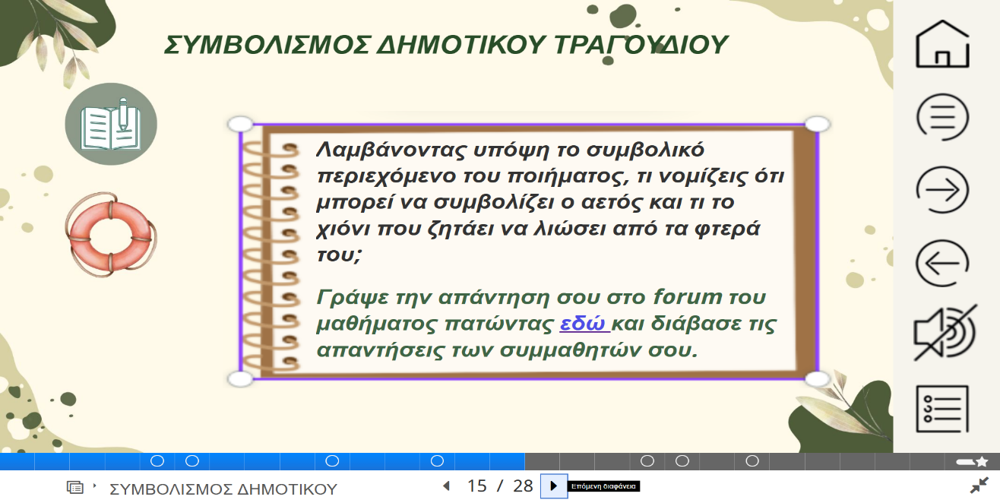 ΣΥΜΒΟΛΙΣΜΟΣ ΔΗΜΟΤΙΚΟΥ ΤΡΑΓΟΥΔΙΟΥ
Λαμβάνοντας υπόψη το συμβολικό
περιεχόμενο του ποιήματος, τι νομίζεις ότι
μπορεί να συμβολίζει ο αετός και τι το
χιόνι που ζητάει να λιώσει από τα φτερά
του;
Γράψε την απάντηση σου στο forum του
μαθήματος πατώντας εδώ και διάβασε τις
απαντήσεις των συμμαθητών σου.
ΣΥΜΒΟΛΙΣΜΟΣ ΔΗΜΟΤΙΚΟΥ
15 / 28
Επόμενη διαφάνεια